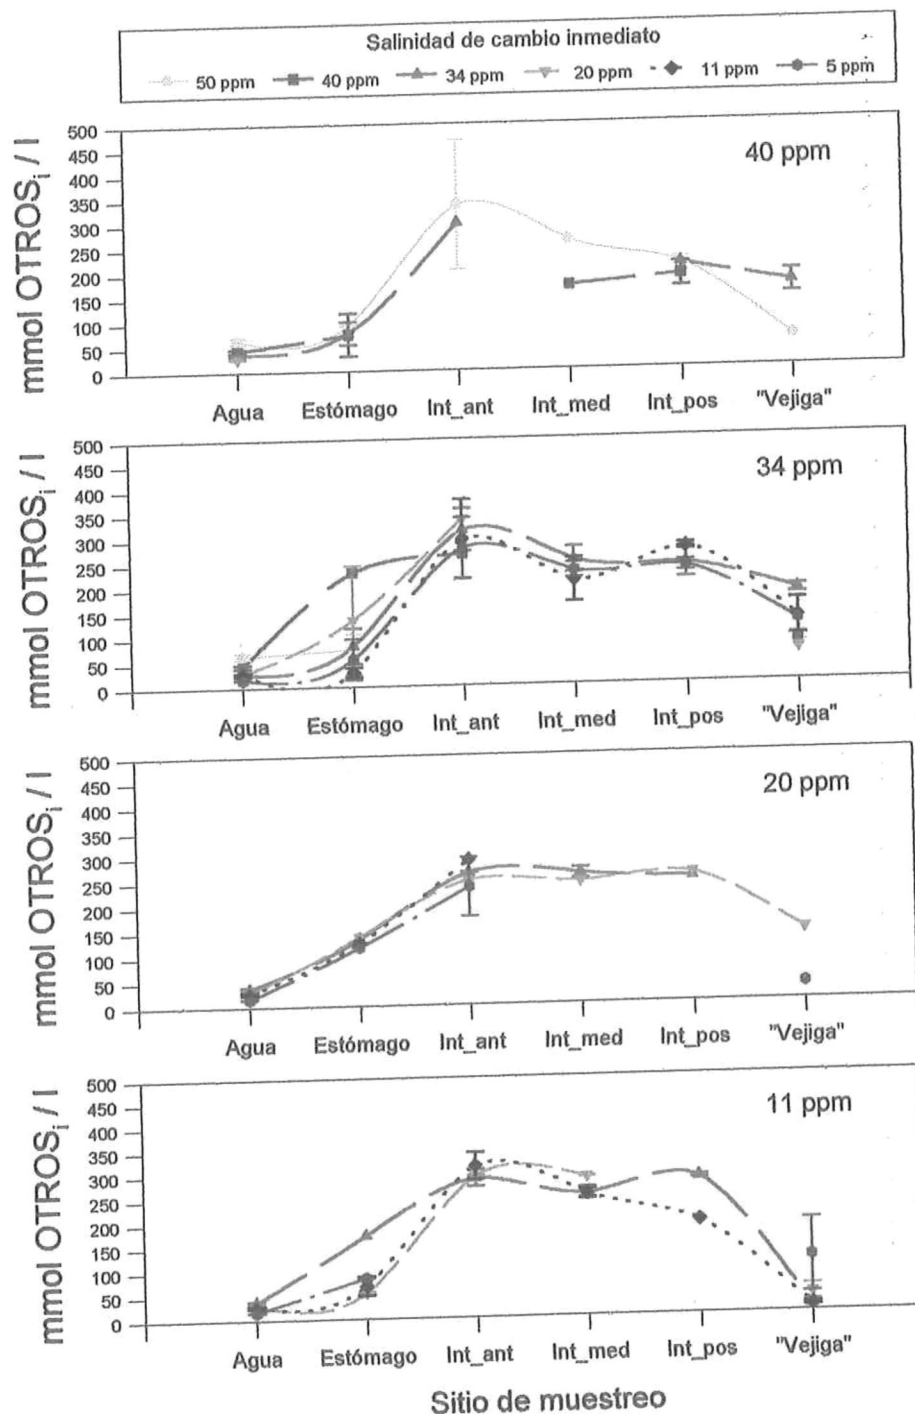 Salinidad de cambio inmediato
50 ppm 40 ppm 34 ppm 20 ppm 11 ppm 5 ppm
mmol OTROSi / l
40 ppm
500
450
400
350
300
250
200
150
100
50
0
Agua Estómago Int_ant Int_med Int_pos "Vejiga"
mmol OTROSi / l
34 ppm
500
450
400
350
300
250
200
150
100
50
0
Agua Estómago Int_ant Int_med Int_pos "Vejiga"
mmol OTROSi / l
20 ppm
500
450
400
350
300
250
200
150
100
50
0
Agua Estómago Int_ant Int_med Int_pos "Vejiga"
mmol OTROSi / l
11 ppm
500
450
400
350
300
250
200
150
100
50
0
Agua Estómago Int_ant Int_med Int_pos "Vejiga"
Sitio de muestreo